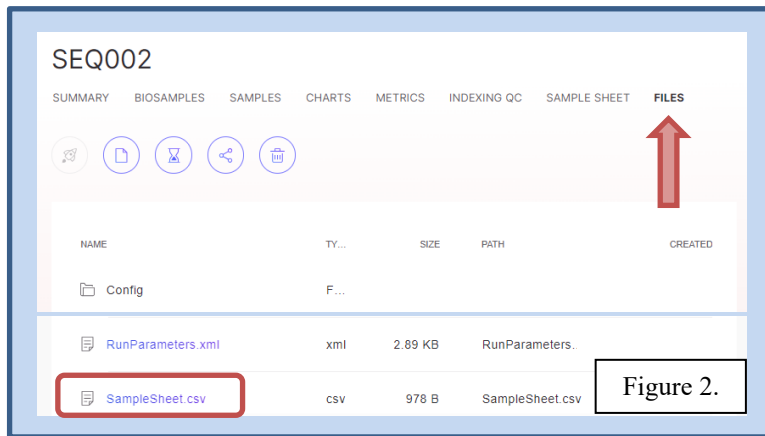 SEQ002
SUMMARY BIOSAMPLES SAMPLES CHARTS METRICS INDEXING QC SAMPLE SHEET FILES
NAME TY... SIZE PATH CREATED
Config F...
RunParameters.xml xml 2.89 KB RunParameters.
SampleSheet.csv csv 978 B SampleSheet.csv
Figure 2.